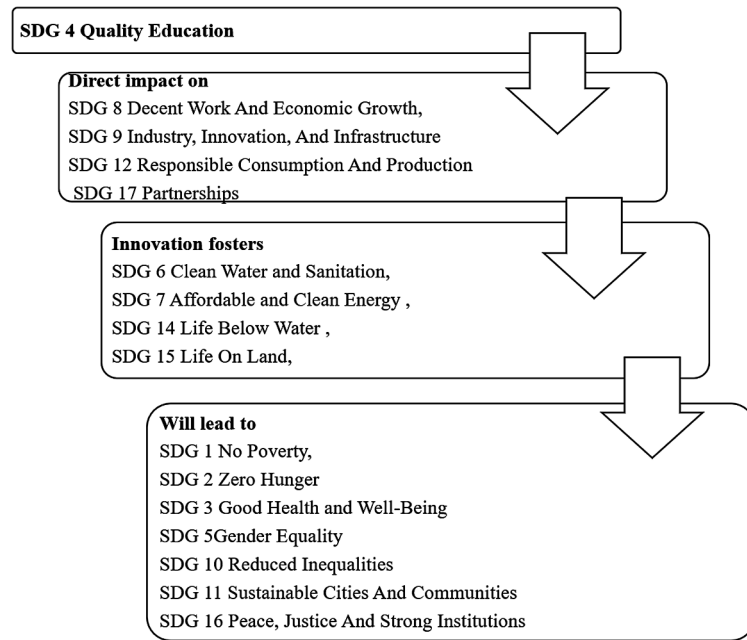 SDG 4 Quality Education
Direct impact on
SDG 8 Decent Work And Economic Growth,
SDG 9 Industry, Innovation, And Infrastructure
SDG 12 Responsible Consumption And Production
SDG 17 Partnerships
Innovation fosters
SDG 6 Clean Water and Sanitation,
SDG 7 Affordable and Clean Energy ,
SDG 14 Life Below Water ,
SDG 15 Life On Land,
Will lead to
SDG 1 No Poverty,
SDG 2 Zero Hunger
SDG 3 Good Health and Well-Being
SDG 5Gender Equality
SDG 10 Reduced Inequalities
SDG 11 Sustainable Cities And Communities
SDG 16 Peace, Justice And Strong Institutions